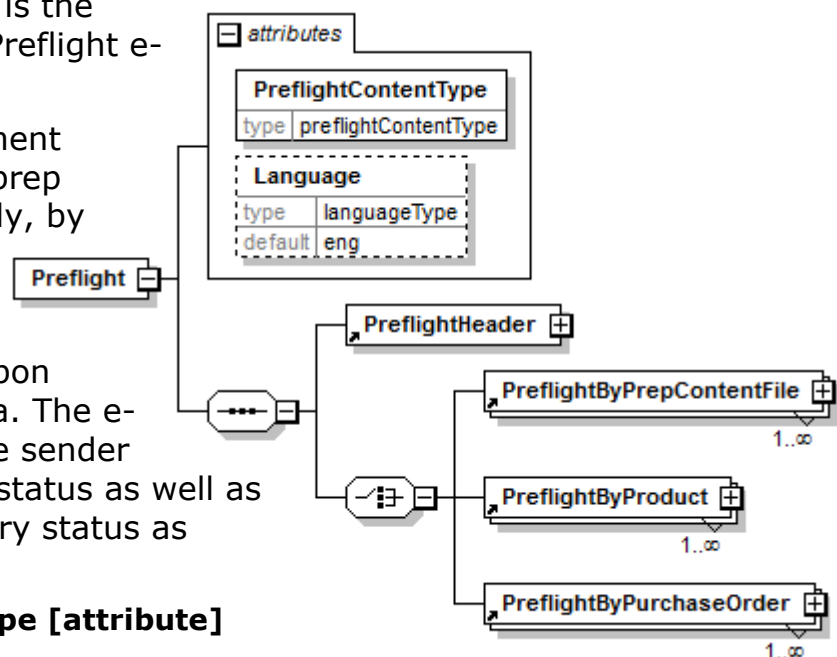 is the
Preflight e-
ment
prep
ly, by
pon
a. The e-
e sender
status as well as
ry status as
pe [attribute]
attributes
PreflightContentType
type preflightContentType
Language
type languageType
default eng
Preflight
PreflightHeader
PreflightByPrepContentFile
1..∞
PreflightByProduct
1..∞
PreflightByPurchaseOrder
1..∞